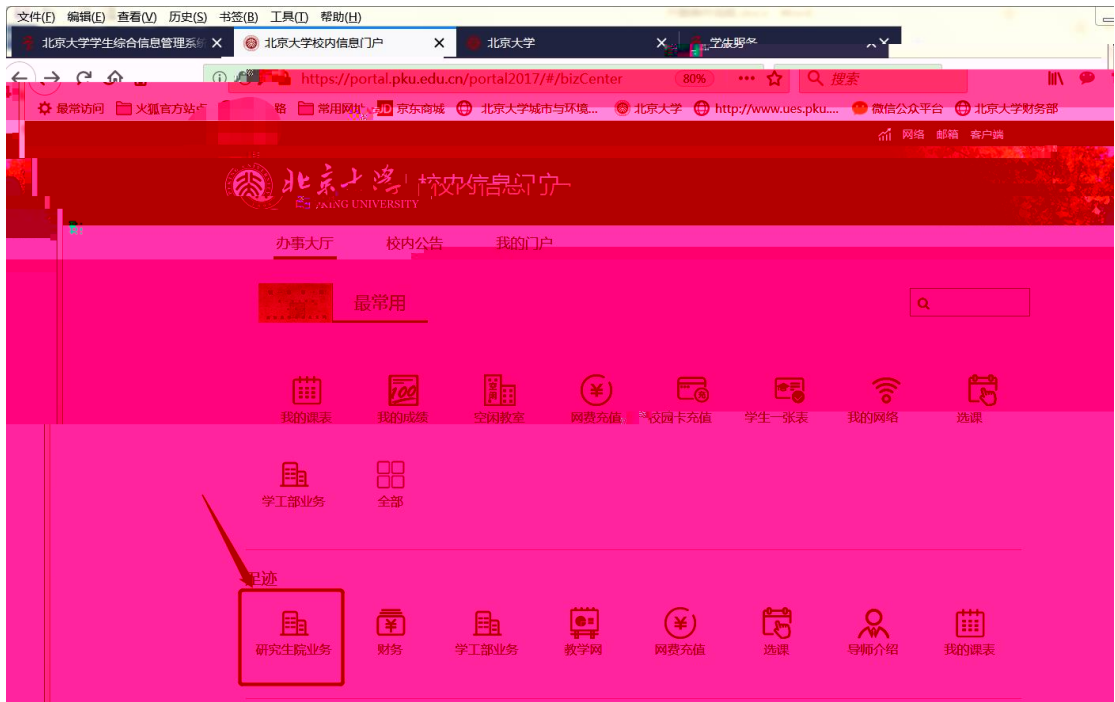 文件(F) 编辑(E) 查看(V) 历史(S) 书签(B) 工具(T) 帮助(H)
北京大学学生综合信息管理系统 北京大学校内信息门户 北京大学
https://portal.pku.edu.cn/portal2017/#/bizCenter 80% 搜索
最常访问 火狐官方站点 常用网址 JD 京东商城 北京大学城市与环境... 北京大学 http://www.ues.pku.... 微信公众平台 北京大学财务部
网络 邮箱 客户端
北京大学 校内信息门户
PEKING UNIVERSITY
办事大厅 校内公告 我的门户
最常用
100
我的课表 我的成绩 空闲教室 网费充值 校园卡充值 学生一张表 我的网络 选课
学工部业务 全部
足迹
研究生院业务 财务 学工部业务 教学网 网费充值 选课 导师介绍 我的课表